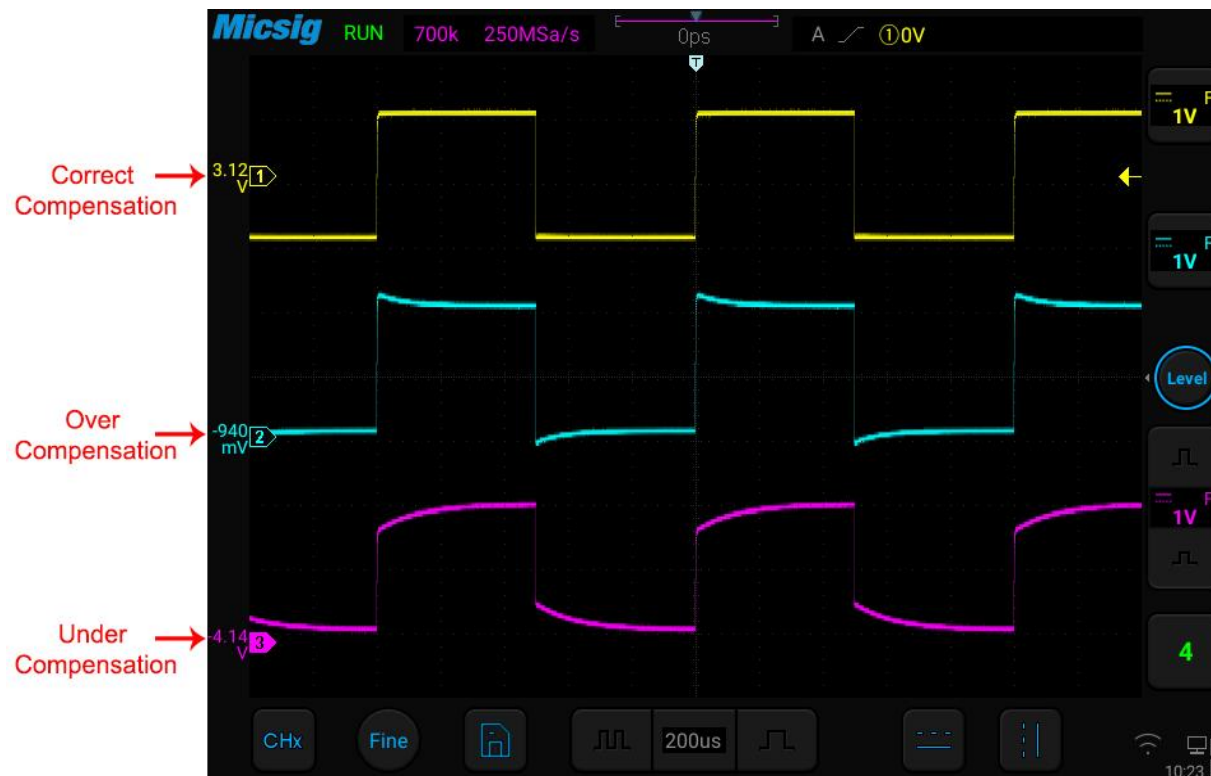 Micsig RUN 700k 250MSa/s 0ps A ①0V
T
1V
Correct
Compensation
3.12
V
1
1V
Level
Over
Compensation
-940
mV
2
1V
Under
Compensation
-4.14
V
3
4
CHx Fine 200us
10:23